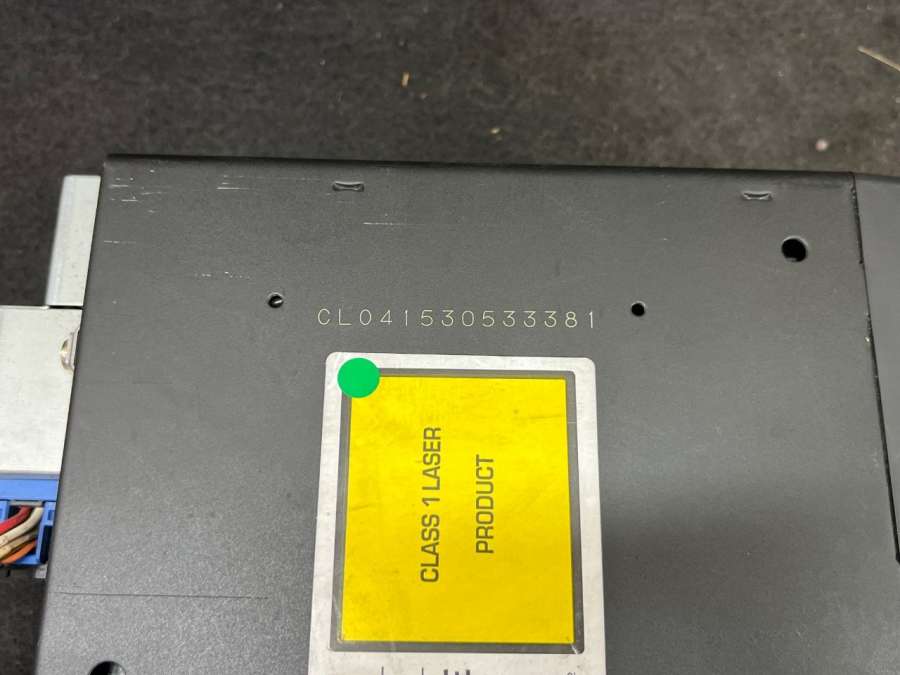 CL041530533381
CLASS 1 LASER
PRODUCT